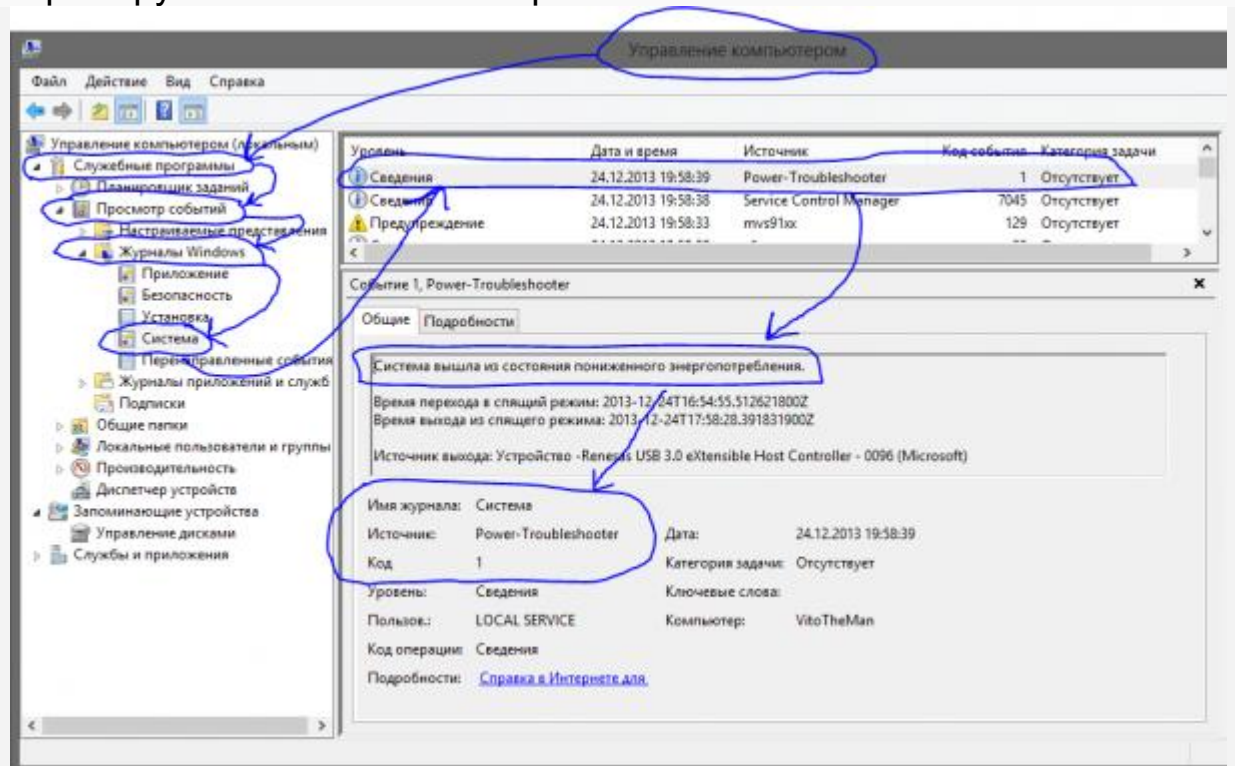 Управление компьютером
Файл Действие Вид Справка
Управление компьютером (локальным)
Служебные программы
Планировщик заданий
Просмотр событий
Настраиваемые представления
Журналы Windows
Приложение
Безопасность
Установка
Система
Перенаправленные события
Журналы приложений и служб
Подписки
Общие папки
Локальные пользователи и группы
Производительность
Диспетчер устройств
Запоминающие устройства
Управление дисками
Службы и приложения
Уровень Дата и время Источник Код события Категория задачи
Сведения 24.12.2013 19:58:39 Power-Troubleshooter 1 Отсутствует
Сведения 24.12.2013 19:58:38 Service Control Manager 7045 Отсутствует
Предупреждение 24.12.2013 19:58:33 mvs91xx 129 Отсутствует
Событие 1, Power-Troubleshooter
Общие Подробности
Система вышла из состояния пониженного энергопотребления.
Время перехода в спящий режим: 2013-12-24T16:54:55.512621800Z
Время выхода из спящего режима: 2013-12-24T17:58:28.391831900Z
Источник выхода: Устройство -Renesas USB 3.0 eXtensible Host Controller - 0096 (Microsoft)
Имя журнала: Система
Источник: Power-Troubleshooter Дата: 24.12.2013 19:58:39
Код 1 Категория задачи: Отсутствует
Уровень: Сведения Ключевые слова:
Пользов.: LOCAL SERVICE Компьютер: VitoTheMan
Код операции: Сведения
Подробности: Справка в Интернете для